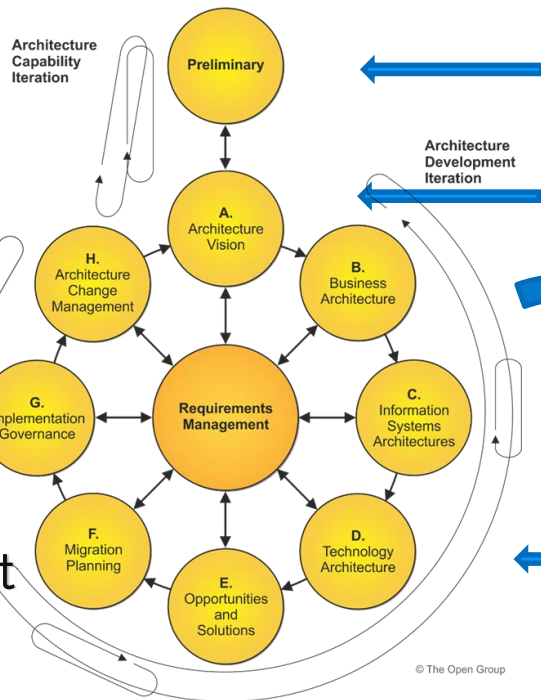 Architecture
Capability
Iteration
Preliminary
Architecture
Development
Iteration
A.
Architecture
Vision
H.
Architecture
Change
Management
B.
Business
Architecture
G.
mplementation
Governance
Requirements
Management
C.
Information
Systems
Architectures
F.
Migration
Planning
D.
Technology
Architecture
t
E.
Opportunities
and
Solutions
© The Open Group